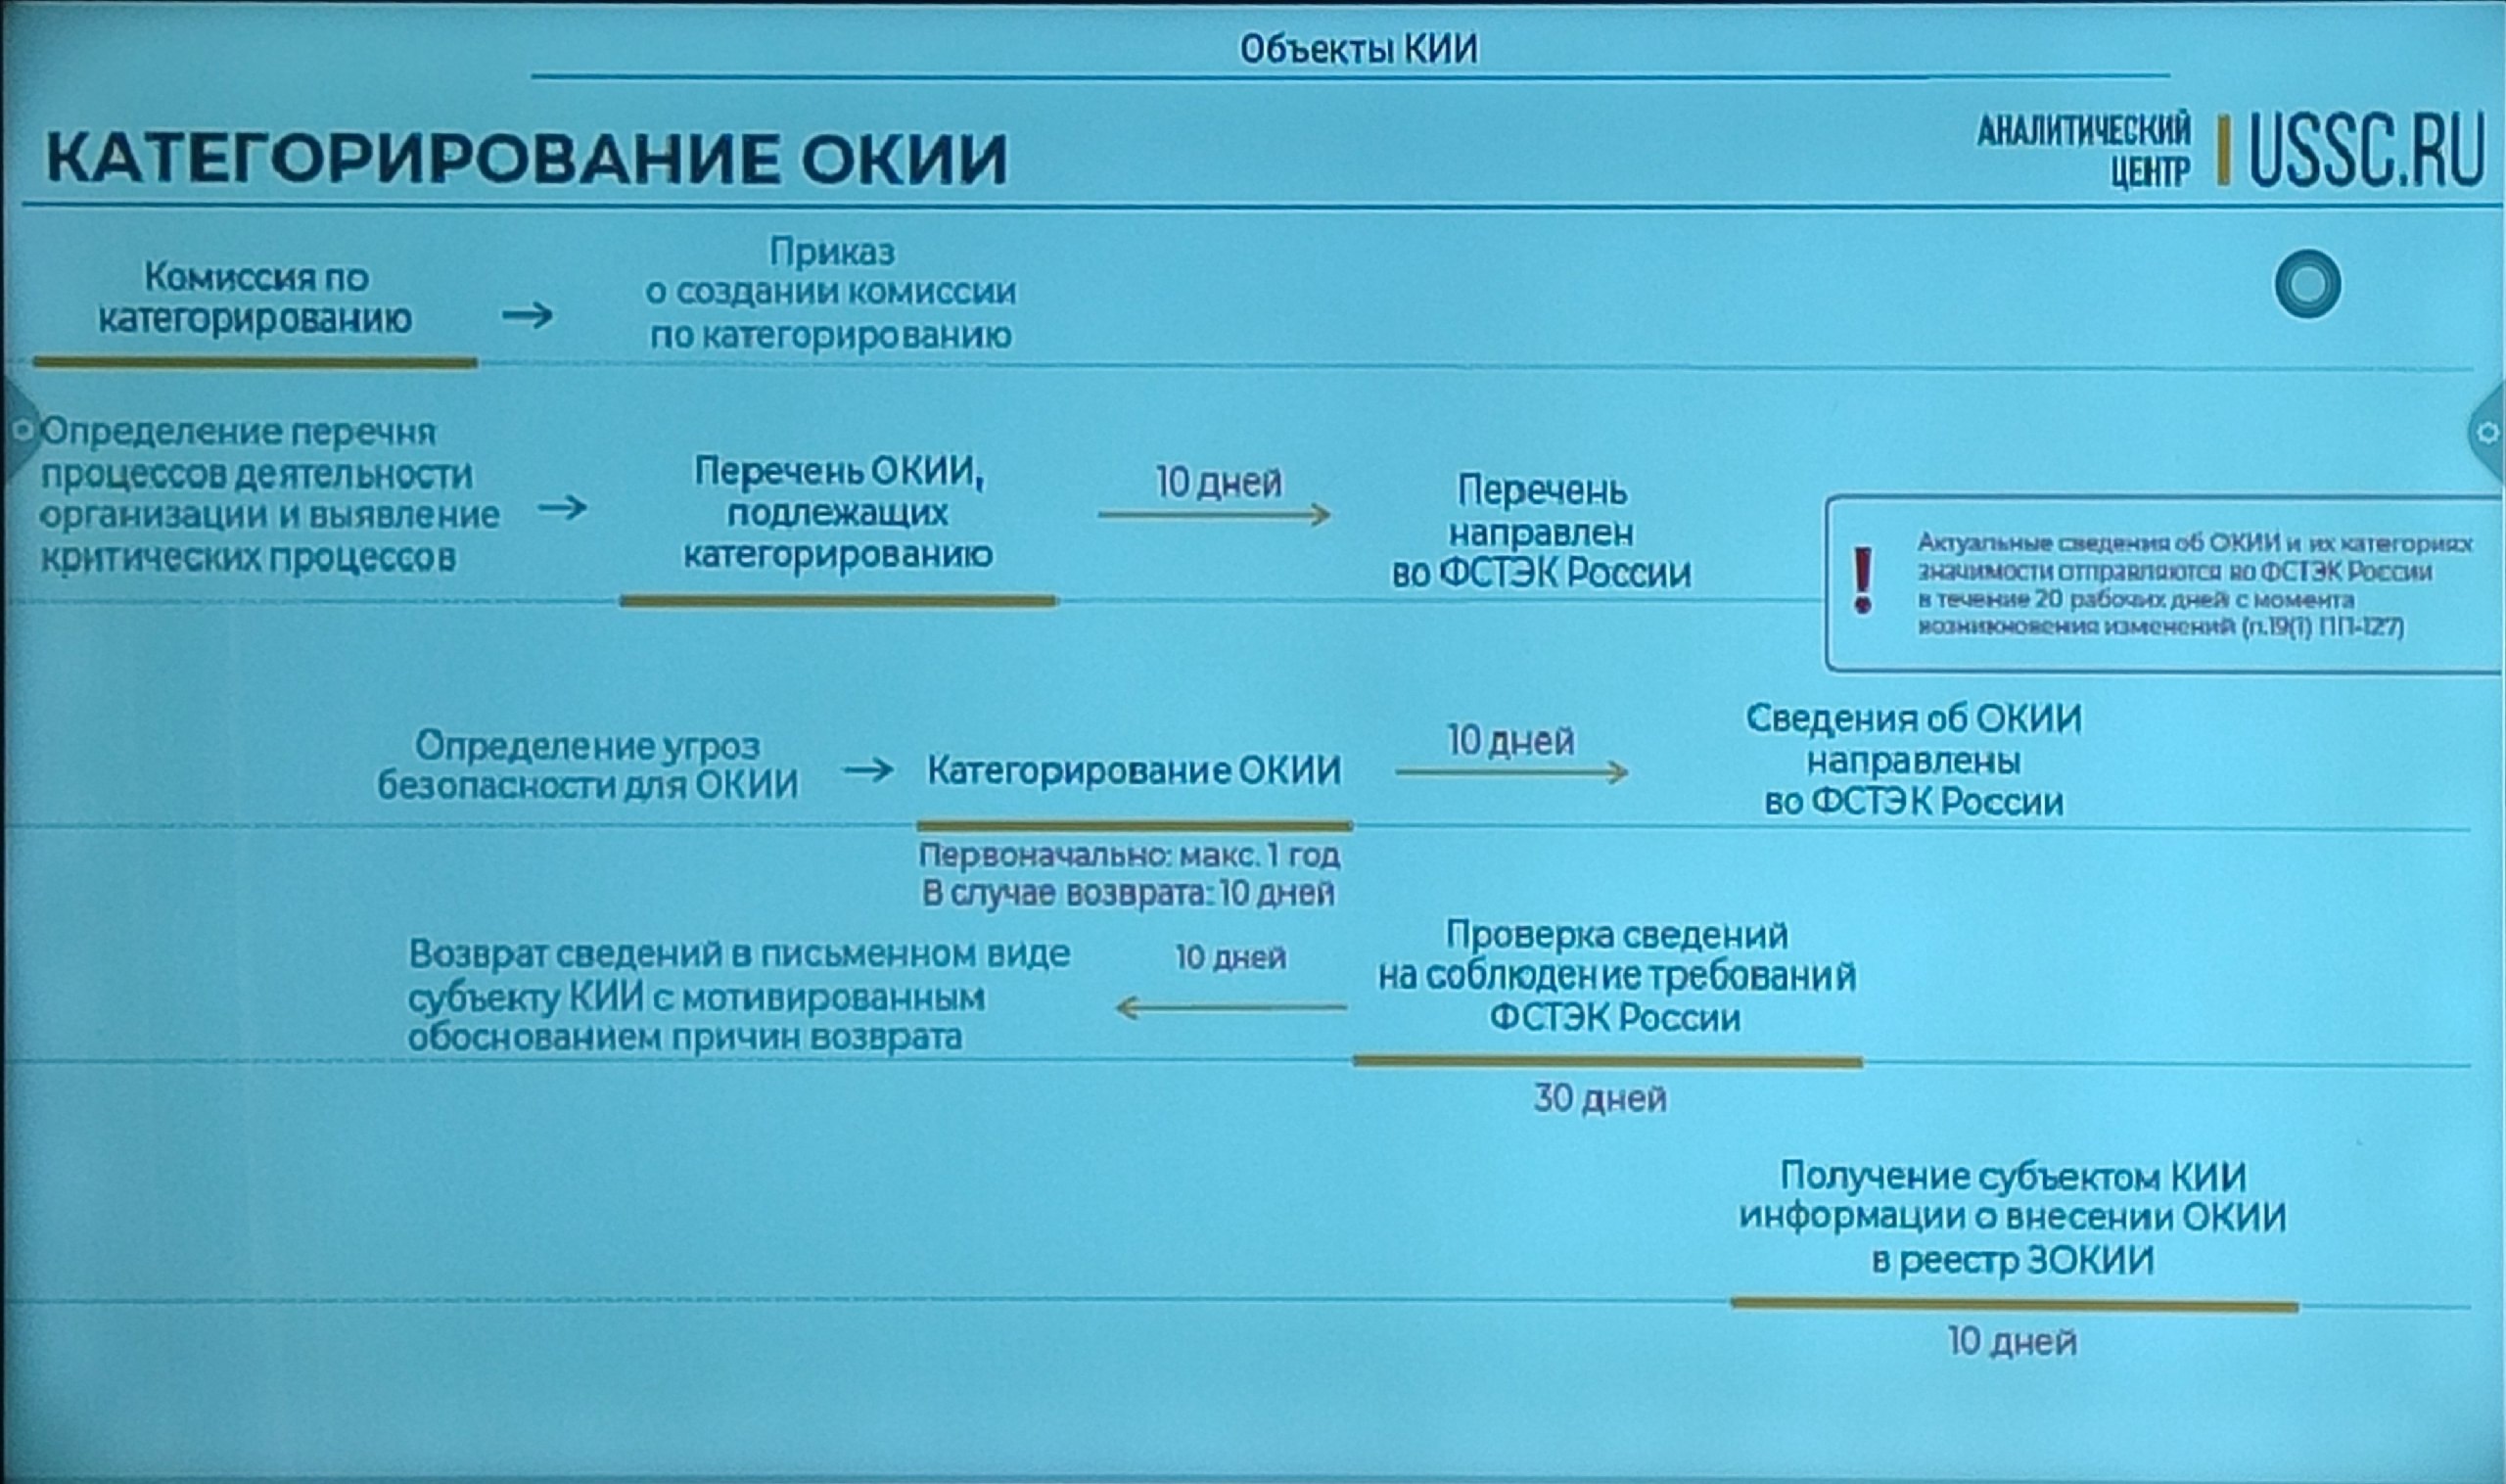 Объекты КИИ
КАТЕГОРИРОВАНИЕ ОКИИ
АНАЛИТИЧЕСКИЙ
ЦЕНТР
USSC.RU
Комиссия по
категорированию
Приказ
о создании комиссии
по категорированию
Определение перечня
процессов деятельности
организации и выявление
критических процессов
Перечень ОКИИ,
подлежащих
категорированию
10 дней
Перечень
направлен
во ФСТЭК России
! Актуальные сведения об ОКИИ и их категориях
значимости отправляются во ФСТЭК России
в течение 20 рабочих дней с момента
возникновения изменений (п.19(1) ПП-127)
Определение угроз
безопасности для ОКИИ
Категорирование ОКИИ
Первоначально: макс. 1 год
В случае возврата: 10 дней
10 дней
Сведения об ОКИИ
направлены
во ФСТЭК России
Возврат сведений в письменном виде
субъекту КИИ с мотивированным
обоснованием причин возврата
10 дней
Проверка сведений
на соблюдение требований
ФСТЭК России
30 дней
Получение субъектом КИИ
информации о внесении ОКИИ
в реестр ЗОКИИ
10 дней